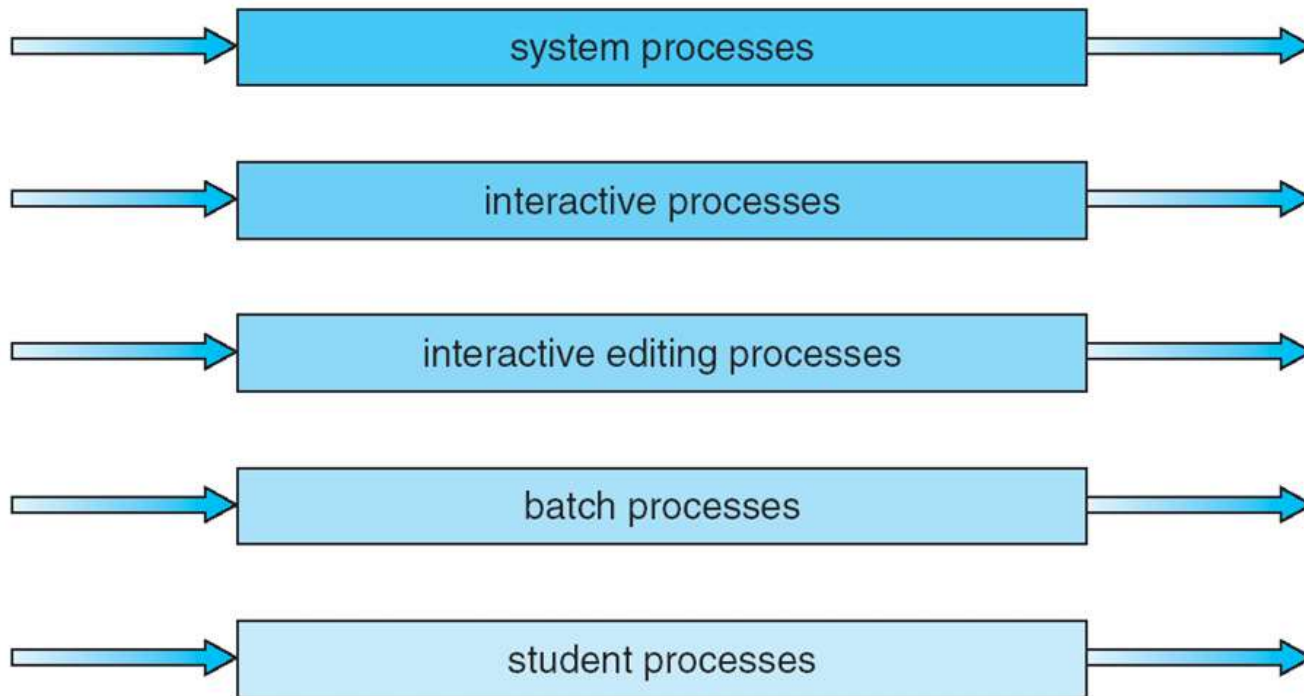 system processes
interactive processes
interactive editing processes
batch processes
student processes